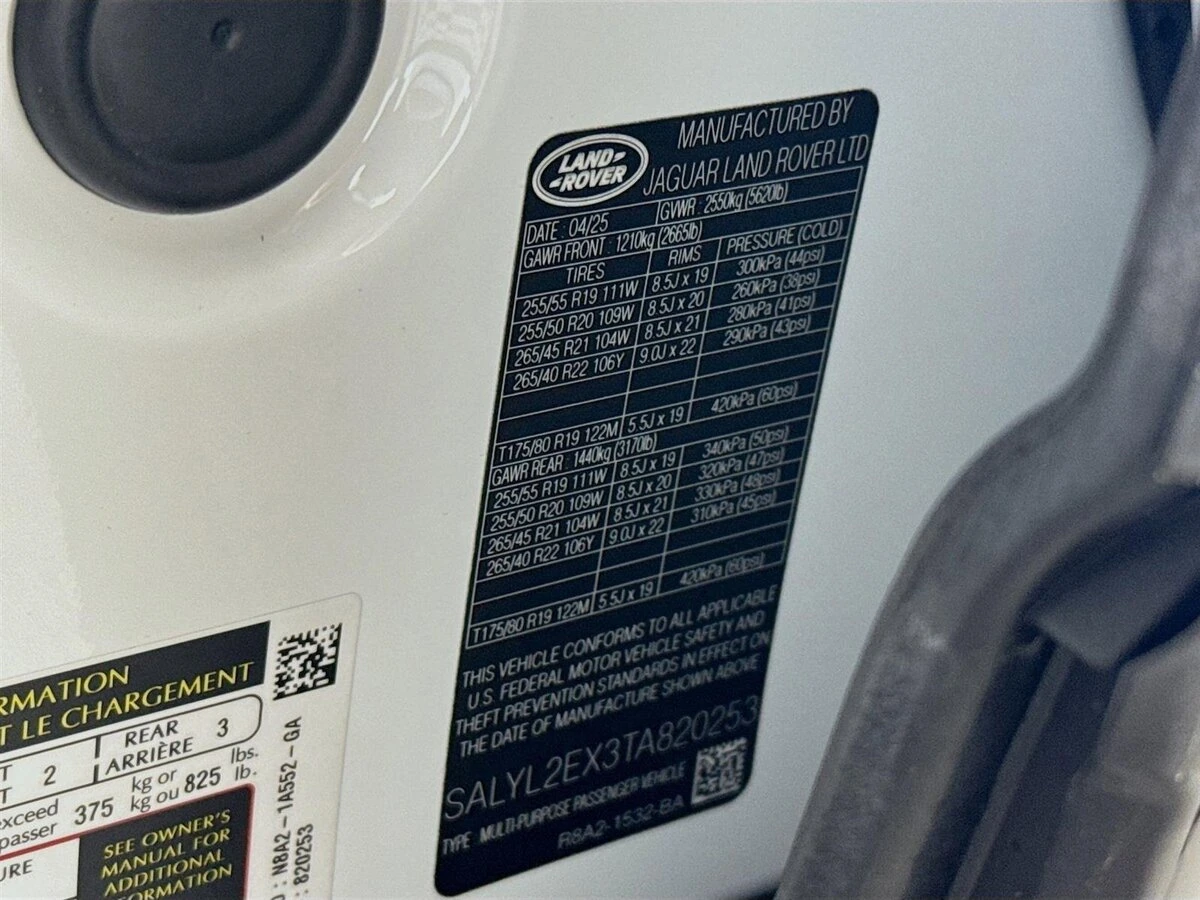 LAND-
-ROVER
MANUFACTURED BY
JAGUAR LAND ROVER LTD
DATE : 04/25 GVWR : 2550kg (5620lb)
GAWR FRONT : 1210kg (2665lb)
TIRES RIMS PRESSURE (COLD)
255/55 R19 111W 8.5J x 19 300kPa (44psi)
255/50 R20 109W 8.5J x 20 260kPa (38psi)
265/45 R21 104W 8.5J x 21 280kPa (41psi)
265/40 R22 106Y 9.0J x 22 290kPa (43psi)
T175/80 R19 122M 5.5J x 19 420kPa (60psi)
GAWR REAR : 1440kg (3170lb)
255/55 R19 111W 8.5J x 19 340kPa (50psi)
255/50 R20 109W 8.5J x 20 320kPa (47psi)
265/45 R21 104W 8.5J x 21 330kPa (48psi)
265/40 R22 106Y 9.0J x 22 310kPa (45psi)
T175/80 R19 122M 5.5J x 19 420kPa (60psi)
THIS VEHICLE CONFORMS TO ALL APPLICABLE
U.S. FEDERAL MOTOR VEHICLE SAFETY AND
THEFT PREVENTION STANDARDS IN EFFECT ON
THE DATE OF MANUFACTURE SHOWN ABOVE
SALYL2EX3TA820253
TYPE MULTI-PURPOSE PASSENGER VEHICLE
R8A2-1532-BA
RMATION
T LE CHARGEMENT
T 2 REAR 3
T ARRIÈRE
exceed 375 kg or 825 lbs.
passer kg ou lb.
URE
SEE OWNER'S
MANUAL FOR
ADDITIONAL
ORMATION
: N8A2-1A552-GA
: 820253